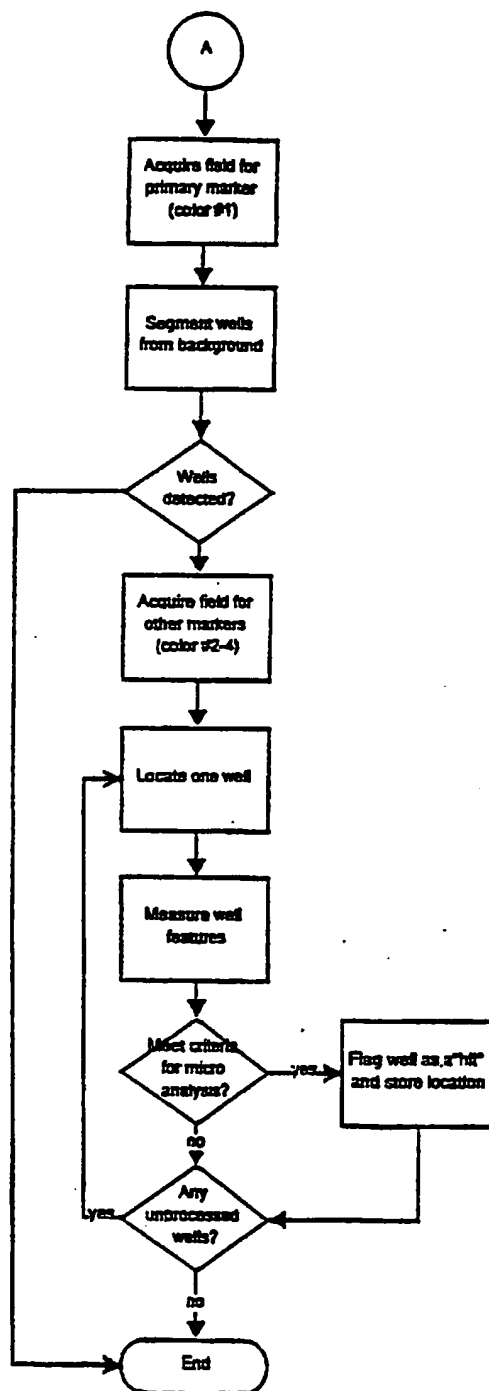 A
Acquire field for
primary marker
(color #1)
Segment wells
from background
Wells
detected?
Acquire field for
other markers
(color #2-4)
Locate one well
Measure well
features
Meet criteria
for micro
analysis?
yes
Flag well as a "hit"
and store location
no
Any
unprocessed
wells?
yes
no
End